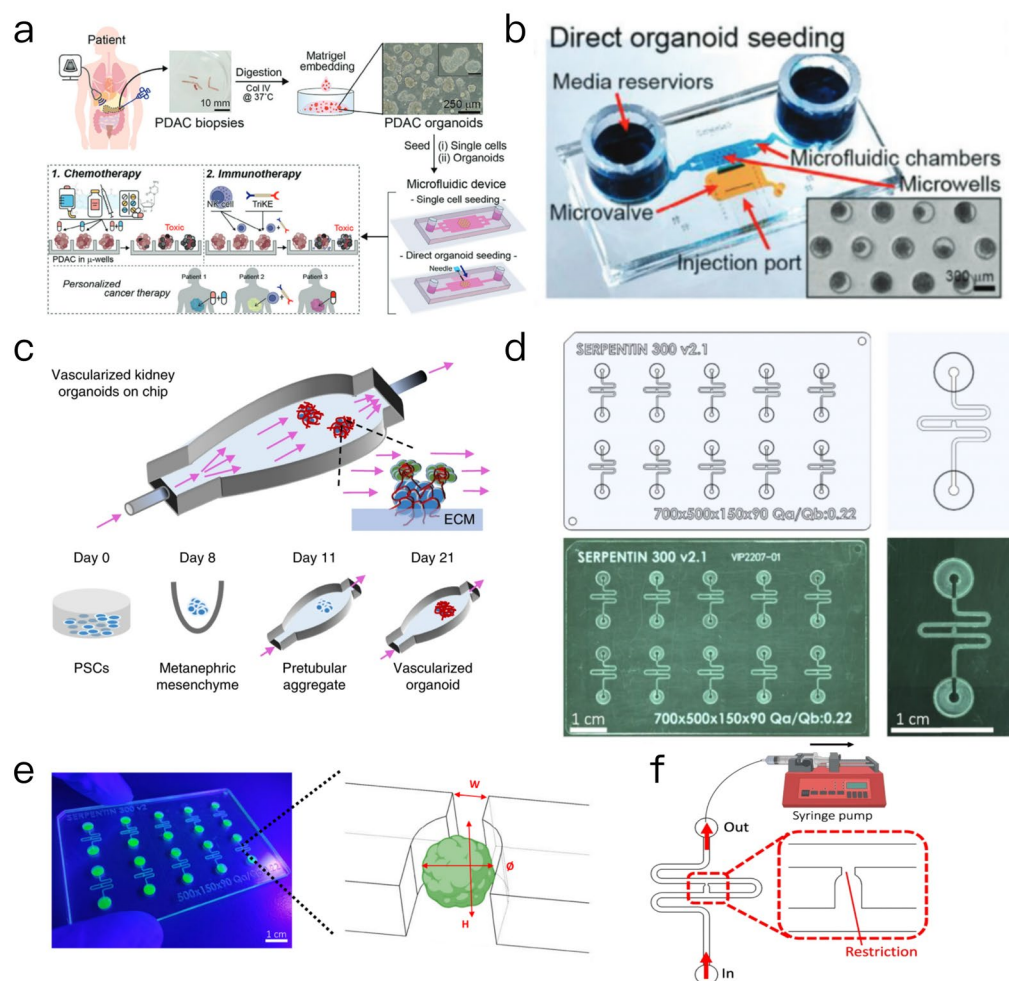 a
Patient
PDAC biopsies
10 mm
Digestion
Col IV
@ 37°C
Matrigel
embedding
250 μm
PDAC organoids
Seed
(i) Single cells
(ii) Organoids
Microfluidic device
- Single cell seeding -
- Direct organoid seeding -
Needle
1. Chemotherapy
2. Immunotherapy
NK cell
TriKE
Toxic
Toxic
PDAC in μ-wells
Personalized
cancer therapy
Patient 1
Patient 2
Patient 3
b
Direct organoid seeding
Media reserviors
Microfluidic chambers
Microwells
Microvalve
Injection port
300 μm
c
Vascularized kidney
organoids on chip
ECM
Day 0
Day 8
Day 11
Day 21
PSCs
Metanephric
mesenchyme
Pretubular
aggregate
Vascularized
organoid
d
SERPENTIN 300 v2.1
700x500x150x90 Qa/Qb:0.22
SERPENTIN 300 v2.1
VIP2207-01
1 cm
700x500x150x90 Qa/Qb:0.22
1 cm
e
SERPENTIN 300 v2
1 cm
W
Ø
H
f
Syringe pump
Out
In
Restriction